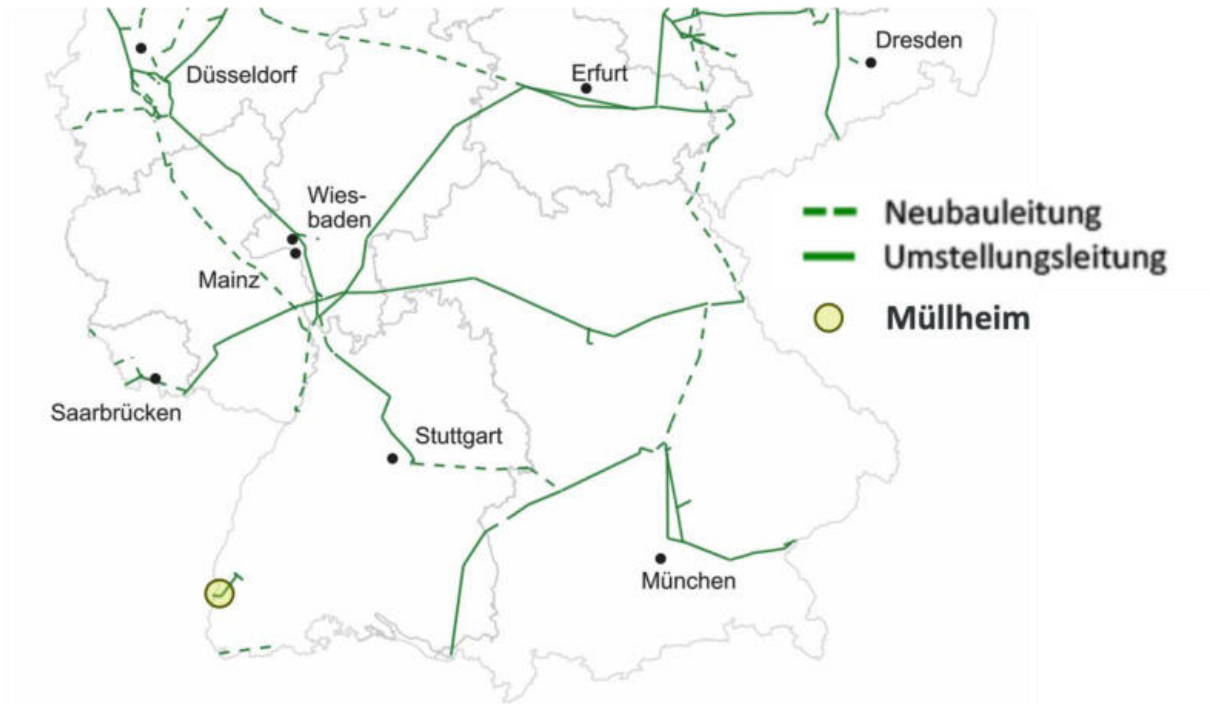 Dresden
Düsseldorf
Erfurt
Wies-
baden
Mainz
Neubauleitung
Umstellungsleitung
Müllheim
Saarbrücken
Stuttgart
München